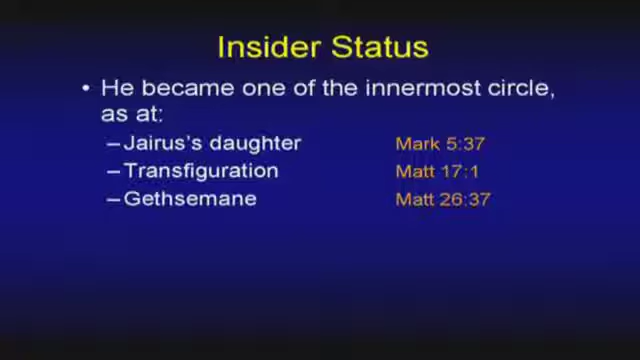 Insider Status
• He became one of the innermost circle,
as at:
–Jairus's daughter Mark 5:37
–Transfiguration Matt 17:1
–Gethsemane Matt 26:37